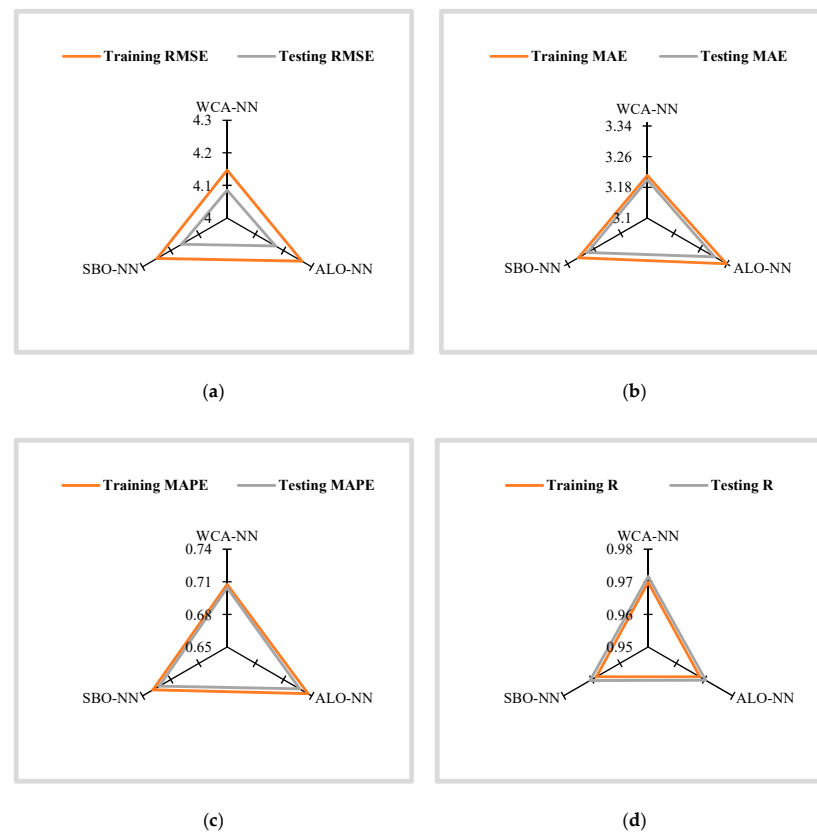 Training RMSE Testing RMSE
WCA-NN
4.3
4.2
4.1
4
SBO-NN ALO-NN
(a)
Training MAE Testing MAE
WCA-NN
3.34
3.26
3.18
3.1
SBO-NN ALO-NN
(b)
Training MAPE Testing MAPE
WCA-NN
0.74
0.71
0.68
0.65
SBO-NN ALO-NN
(c)
Training R Testing R
WCA-NN
0.98
0.97
0.96
0.95
SBO-NN ALO-NN
(d)